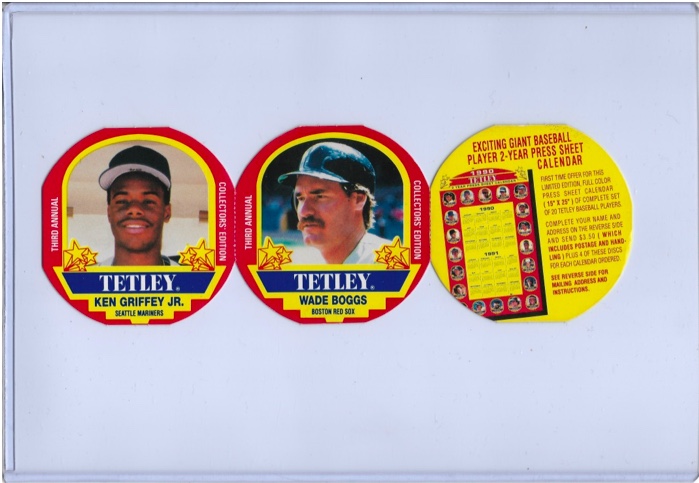 THIRD ANNUAL
COLLECTORS' EDITION
TETLEY®
KEN GRIFFEY JR.
SEATTLE MARINERS
THIRD ANNUAL
COLLECTORS' EDITION
TETLEY®
WADE BOGGS
BOSTON RED SOX
EXCITING GIANT BASEBALL
PLAYER 2-YEAR PRESS SHEET
CALENDAR
1990
TETLEY
1990
1991
FIRST TIME OFFER FOR THIS
LIMITED EDITION, FULL COLOR
PRESS SHEET CALENDAR
( 19" X 25" ) OF COMPLETE SET
OF 20 TETLEY BASEBALL PLAYERS.
COMPLETE YOUR NAME AND
ADDRESS ON THE REVERSE SIDE
AND SEND $3.50 ( WHICH
INCLUDES POSTAGE AND HAND-
LING ) PLUS 4 OF THESE DISCS
FOR EACH CALENDAR ORDERED.
SEE REVERSE SIDE FOR
MAILING ADDRESS AND
INSTRUCTIONS.